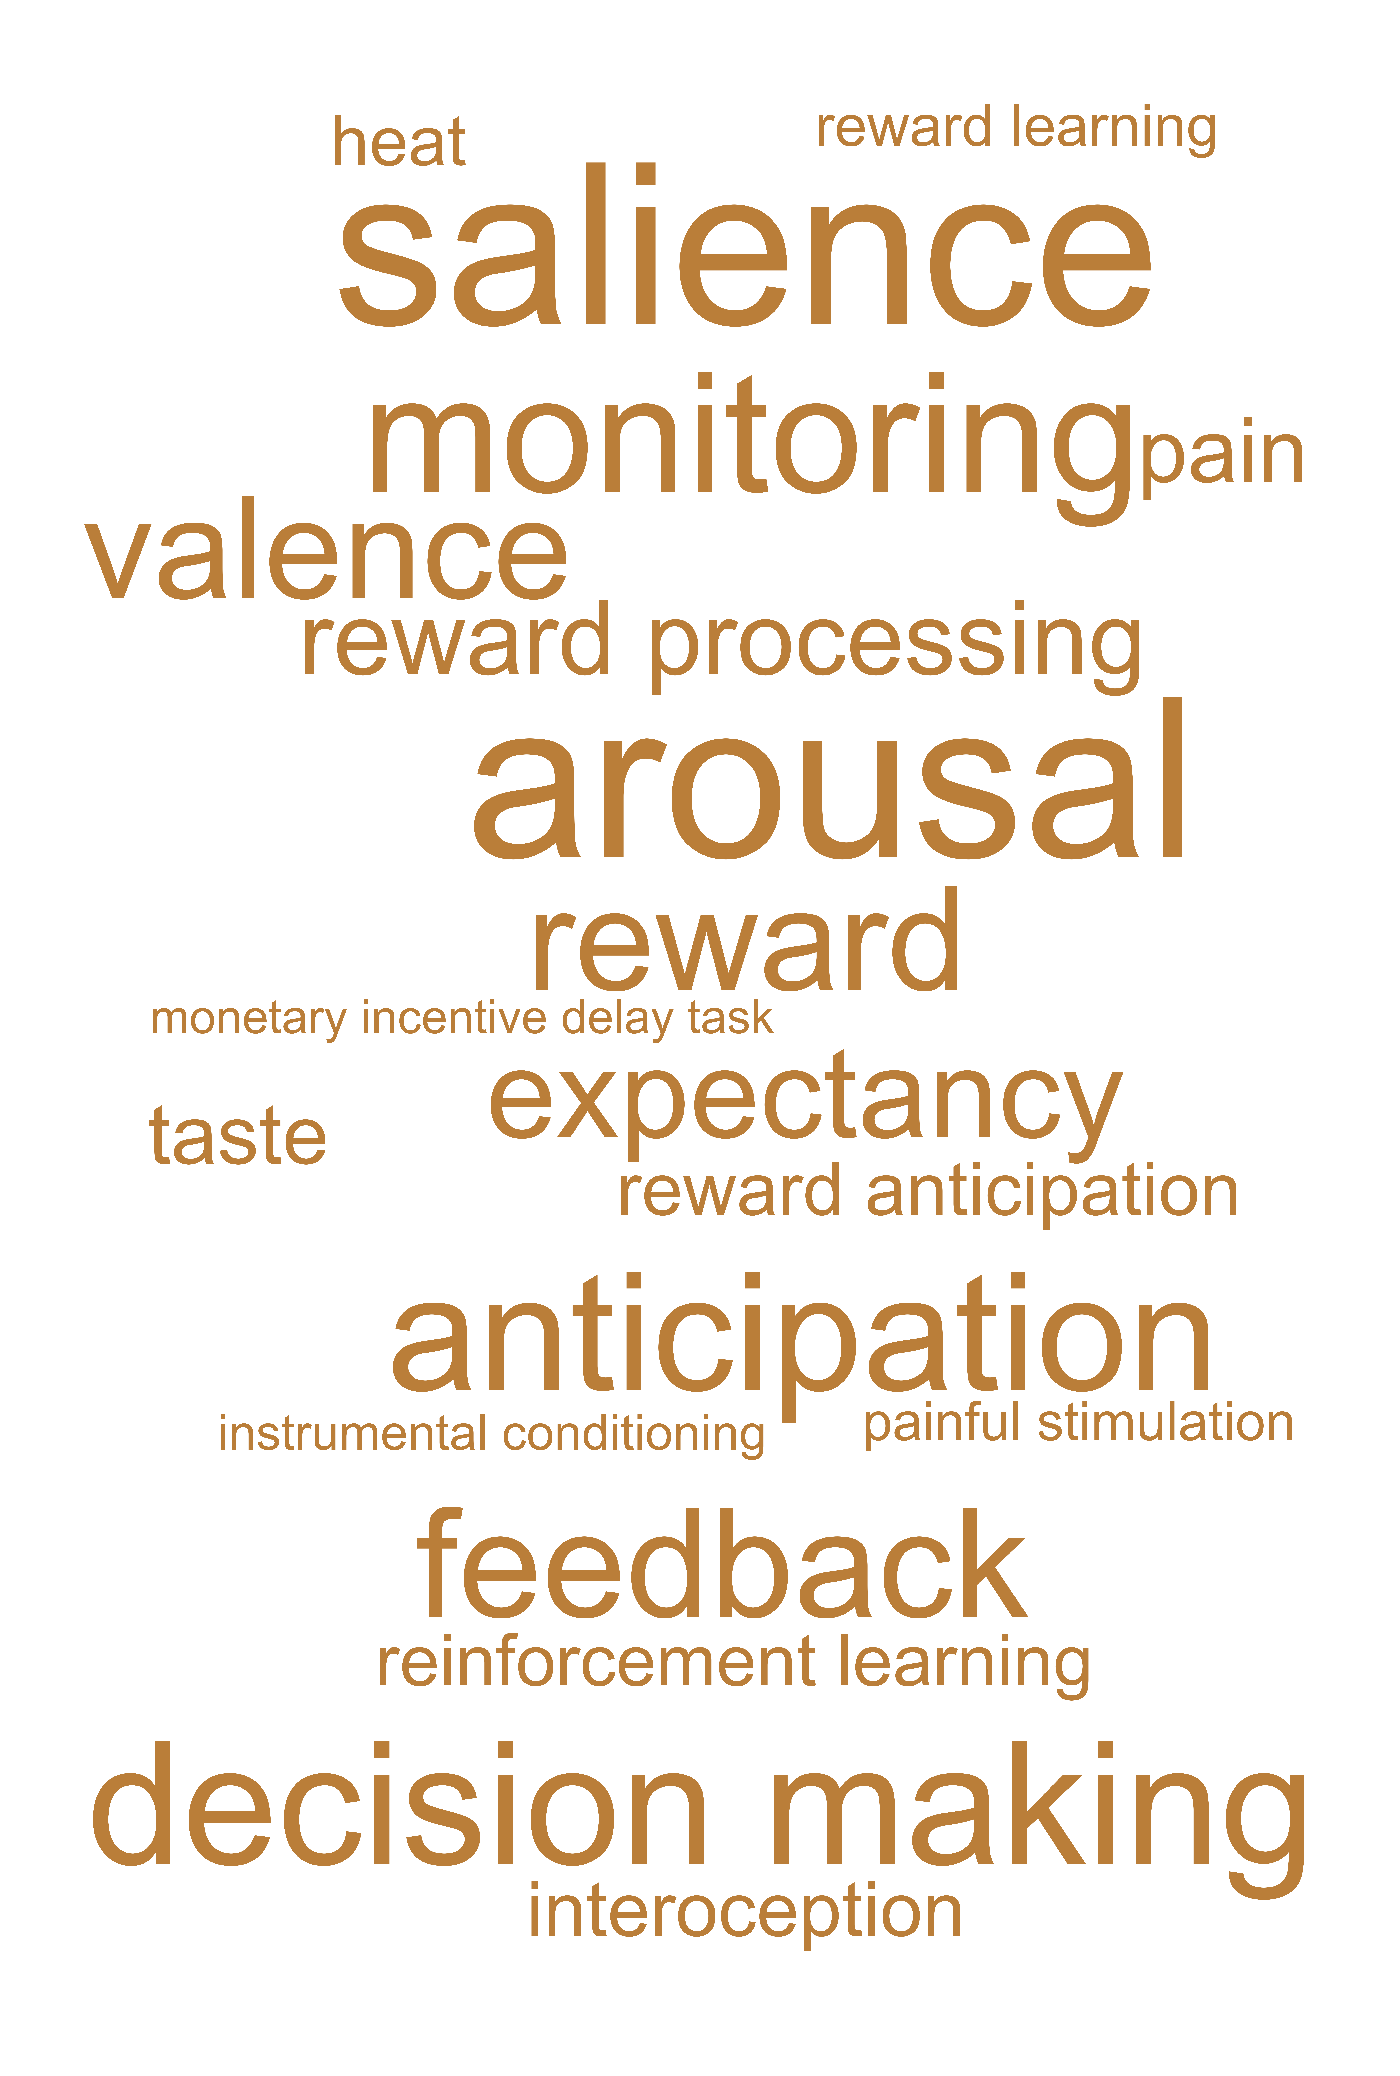 heat
reward learning
salience
monitoring
pain
valence
reward processing
arousal
reward
monetary incentive delay task
expectancy
taste
reward anticipation
anticipation
instrumental conditioning
painful stimulation
feedback
reinforcement learning
decision making
interoception